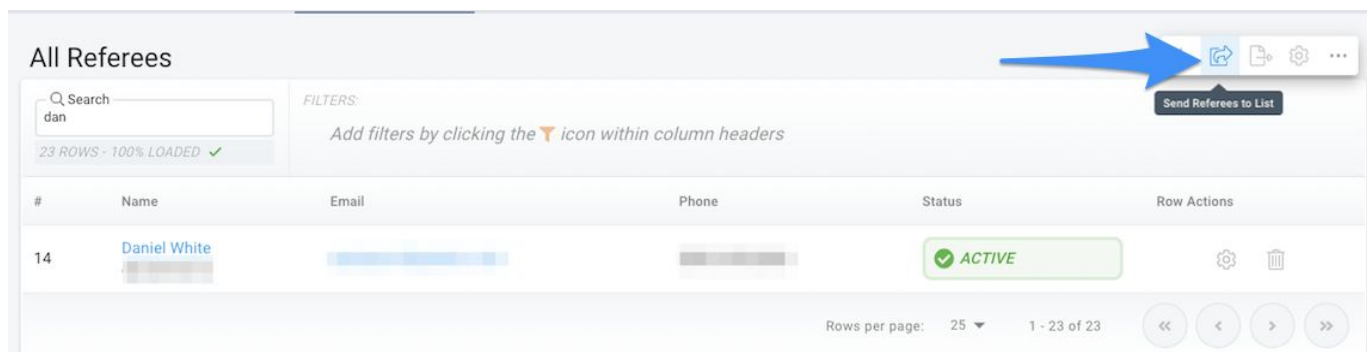 All Referees
Search
dan
23 ROWS - 100% LOADED
FILTERS:
Add filters by clicking the icon within column headers
Send Referees to List
# Name Email Phone Status Row Actions
14 Daniel White ACTIVE
Rows per page: 25 1 - 23 of 23